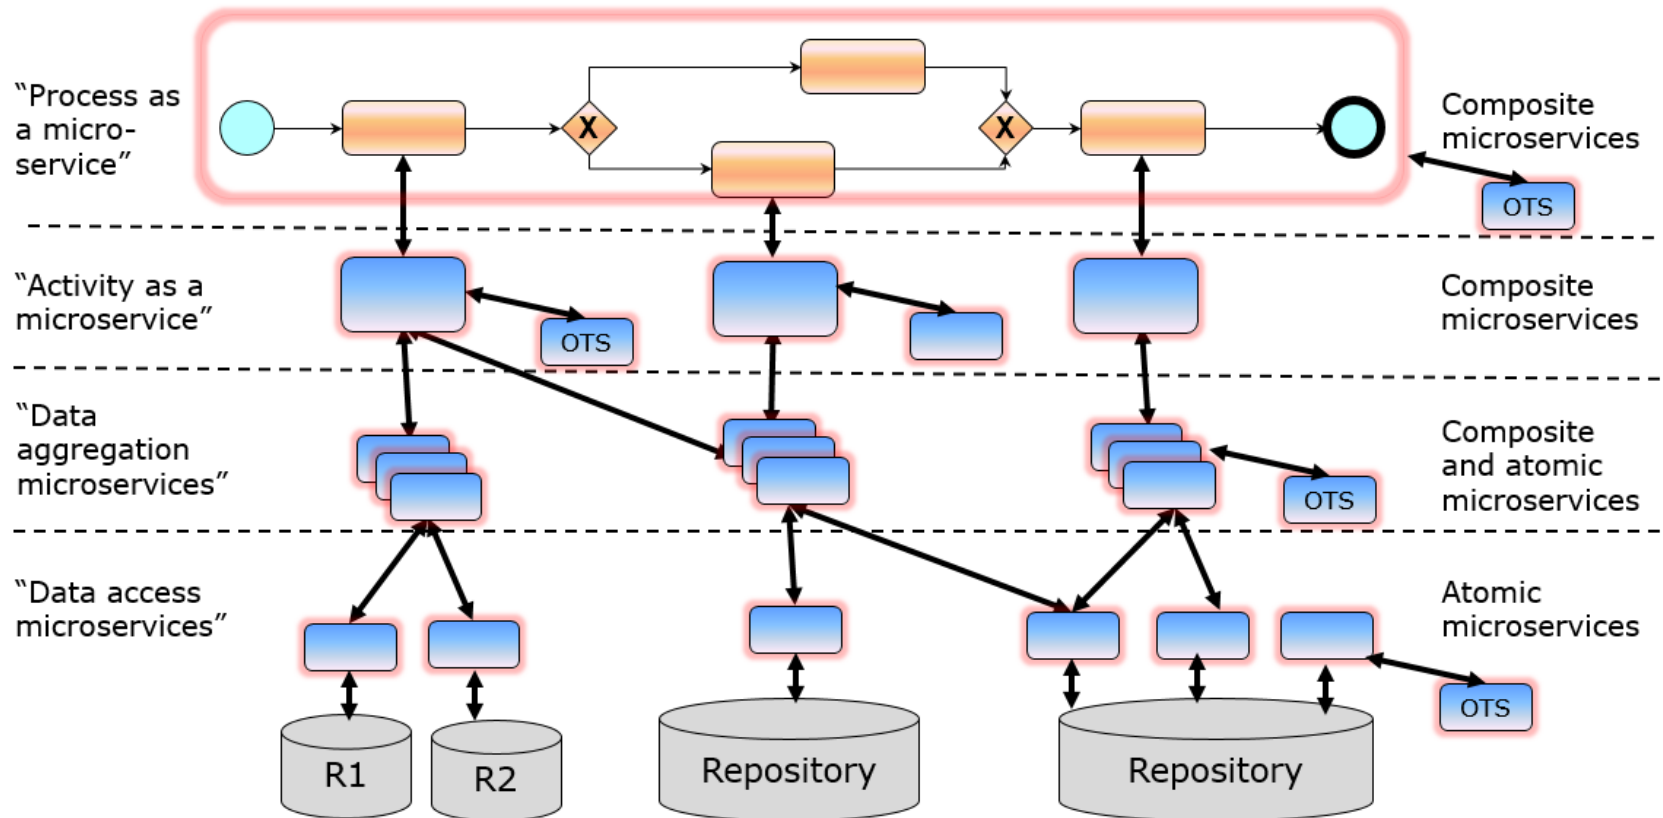 “Process as
a micro-
service”
X
X
Composite
microservices
OTS
“Activity as a
microservice”
OTS
Composite
microservices
“Data
aggregation
microservices”
OTS
Composite
and atomic
microservices
“Data access
microservices”
Atomic
microservices
OTS
R1
R2
Repository
Repository